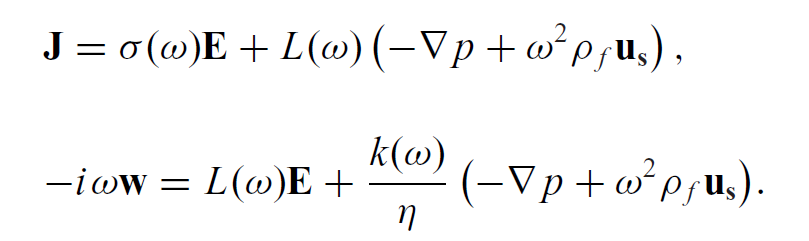 J = σ(ω)E + L(ω) (−∇p + ω²ρ_f u_s) ,
−iωw = L(ω)E + k(ω)/η (−∇p + ω²ρ_f u_s).